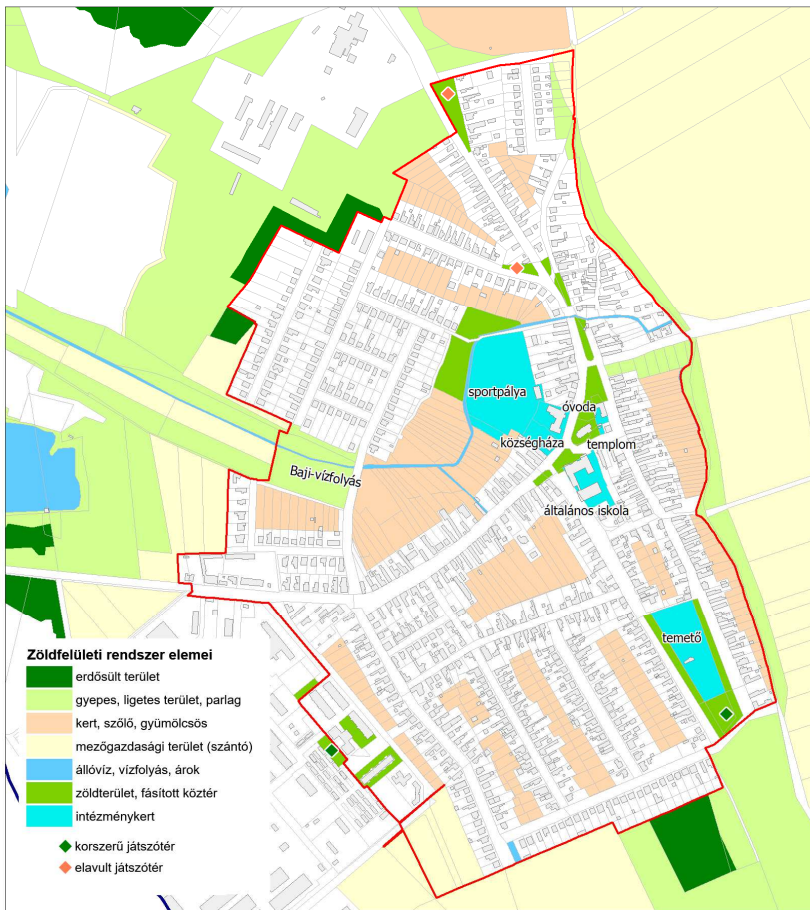 sportpálya
óvoda
községháza
templom
Baji-vízfolyás
általános iskola
temető
Zöldfelületi rendszer elemei
erdősült terület
gyepes, ligetes terület, parlag
kert, szőlő, gyümölcsös
mezőgazdasági terület (szántó)
állóvíz, vízfolyás, árok
zöldterület, fásított köztér
intézménykert
korszerű játszótér
elavult játszótér